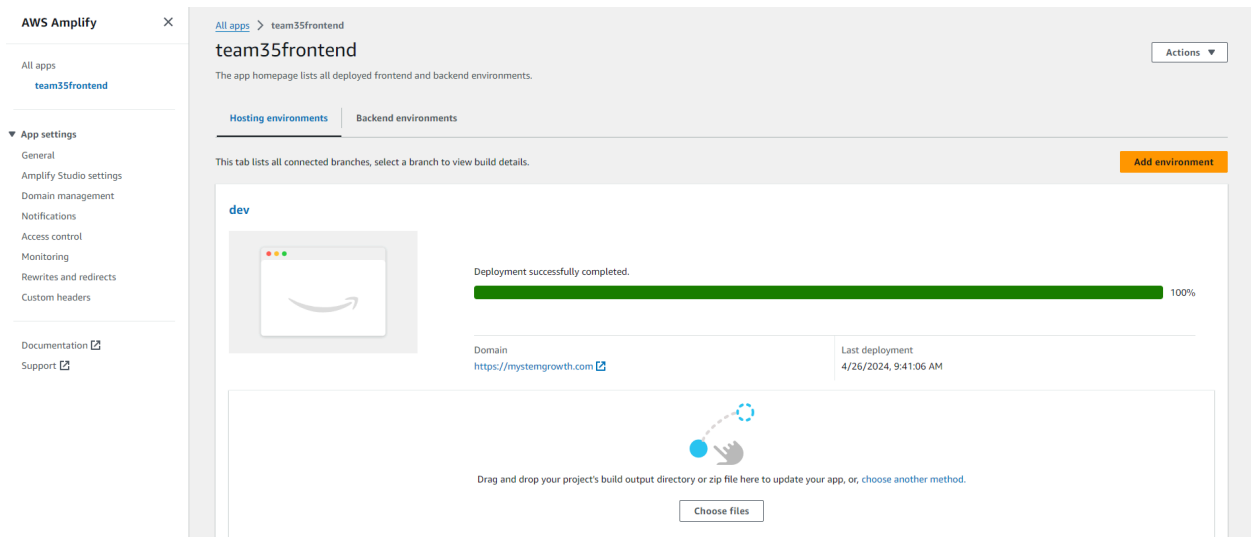 AWS Amplify
All apps
team35frontend
App settings
General
Amplify Studio settings
Domain management
Notifications
Access control
Monitoring
Rewrites and redirects
Custom headers
Documentation
Support
All apps > team35frontend
team35frontend
Actions
The app homepage lists all deployed frontend and backend environments.
Hosting environments Backend environments
This tab lists all connected branches, select a branch to view build details.
Add environment
dev
Deployment successfully completed.
100%
Domain
https://mystemgrowth.com
Last deployment
4/26/2024, 9:41:06 AM
Drag and drop your project's build output directory or zip file here to update your app, or, choose another method.
Choose files